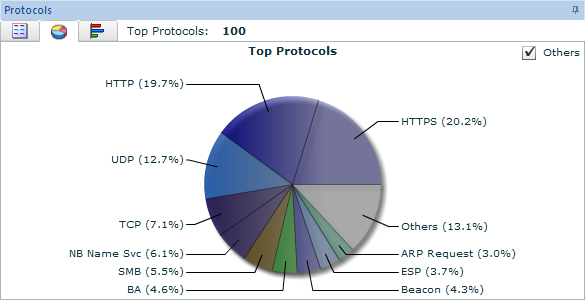 Protocols
Top Protocols: 100
Top Protocols
Others
HTTP (19.7%)
HTTPS (20.2%)
UDP (12.7%)
TCP (7.1%)
Others (13.1%)
NB Name Svc (6.1%)
ARP Request (3.0%)
SMB (5.5%)
ESP (3.7%)
BA (4.6%)
Beacon (4.3%)